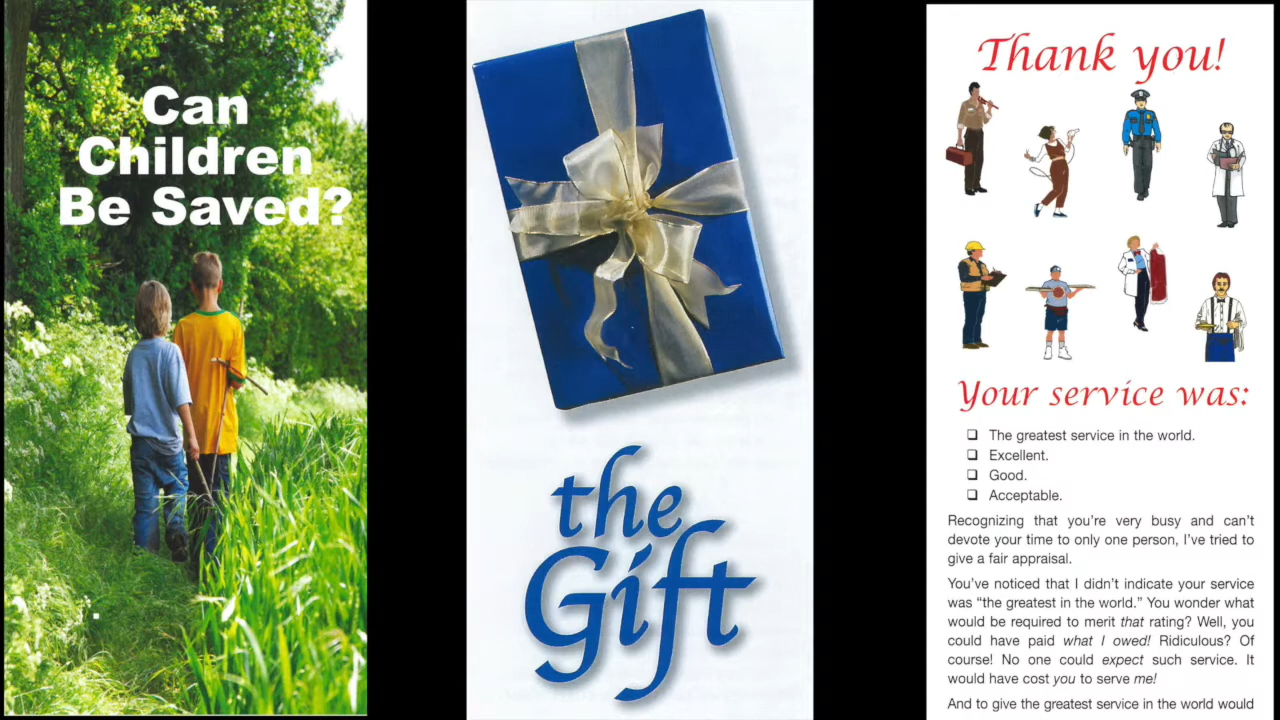 Can
Children
Be Saved?
the
Gift
Thank you!
Your service was:
❑ The greatest service in the world.
❑ Excellent.
❑ Good.
❑ Acceptable.
Recognizing that you're very busy and can't
devote your time to only one person, I've tried to
give a fair appraisal.
You've noticed that I didn't indicate your service
was “the greatest in the world.” You wonder what
would be required to merit that rating? Well, you
could have paid what I owed! Ridiculous? Of
course! No one could expect such service. It
would have cost you to serve me!
And to give the greatest service in the world would